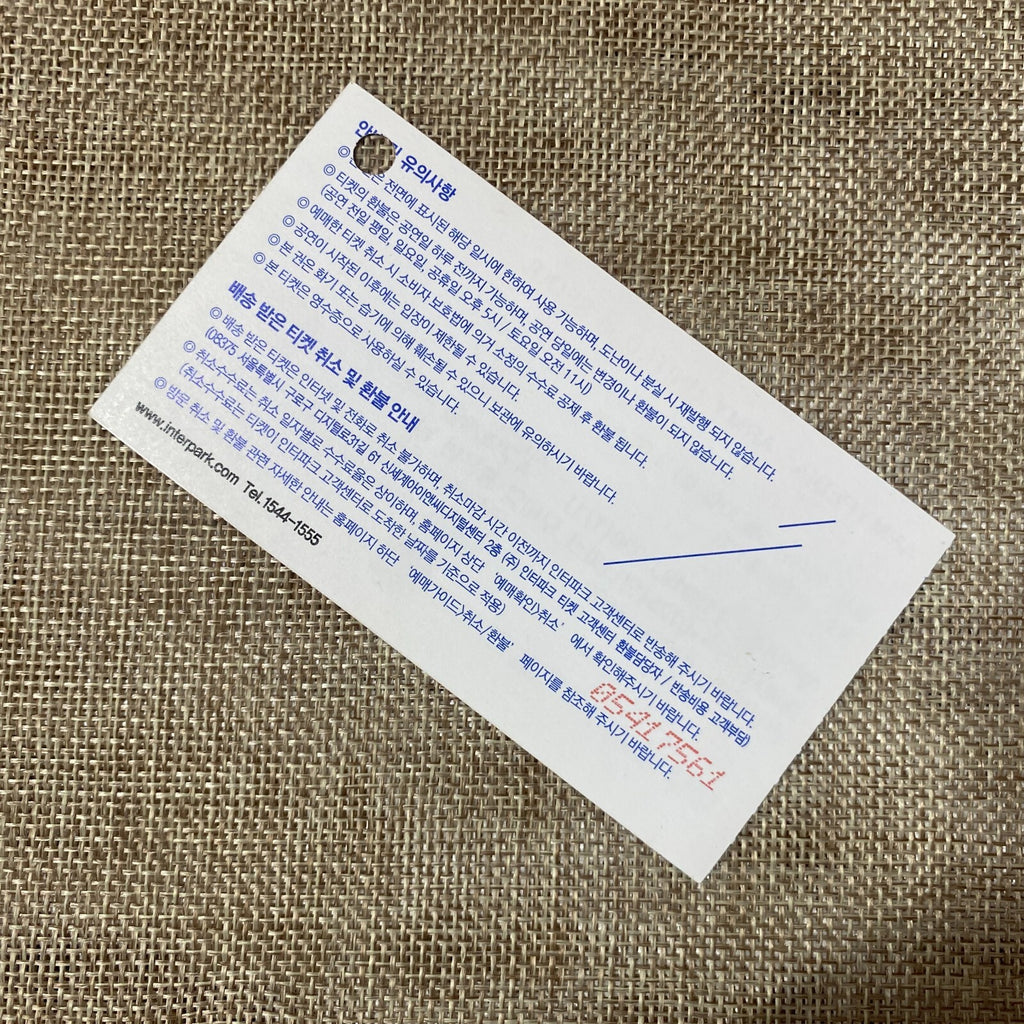 유의사항
전면에 표시된 해당 일시에 한하여 사용 가능하며, 도난이나 분실 시 재발행 되지 않습니다.
◎ 티켓의 환불은 공연일 하루 전까지 가능하며, 공연 당일에는 변경이나 환불이 되지 않습니다.
(공연 전일 평일, 일요일, 공휴일 오후 5시 / 토요일 오전 11시)
◎ 예매한 티켓 취소 시 소비자 보호법에 의거 소정의 수수료 공제 후 환불 됩니다.
◎ 공연이 시작된 이후에는 입장이 제한될 수 있습니다.
◎ 본 권은 화기 또는 습기에 의해 훼손될 수 있으니 보관에 유의하시기 바랍니다.
◎ 본 티켓은 영수증으로 사용하실 수 있습니다.
배송 받은 티켓 취소 및 환불 안내
◎ 배송 받은 티켓은 인터넷 및 전화로 취소 불가하며, 취소마감 시간 이전까지 인터파크 고객센터로 반송해 주시기 바랍니다.
(08375 서울특별시 구로구 디지털로31길 61 신세계아이앤씨디지털센터 2층 (주) 인터파크 티켓 고객센터 환불담당자 / 반송비용 고객부담)
◎ 취소수수료는 취소 일자별로 수수료율은 상이하며, 홈페이지 상단 '예매확인>취소' 에서 확인해주시기 바랍니다.
(취소수수료는 티켓이 인터파크 고객센터로 도착한 날짜를 기준으로 적용)
◎ 방문 취소 및 환불 관련 자세한 안내는 홈페이지 하단 '예매가이드>취소/환불' 페이지를 참조해 주시기 바랍니다.
www.interpark.com Tel.1544-1555
05417561